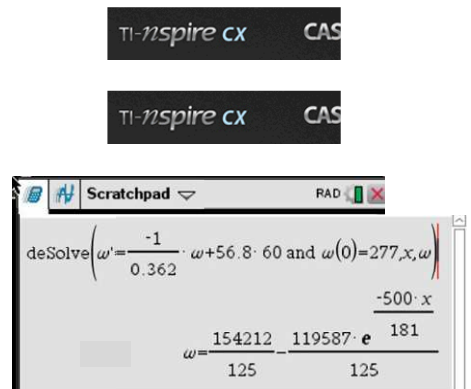 TI-nspire CX CAS
TI-nspire CX CAS
Scratchpad RAD
deSolve(ω'=-1/0.362·ω+56.8·60 and ω(0)=277,x,ω)
ω=154212/125-119587·e^(-500·x/181)/125